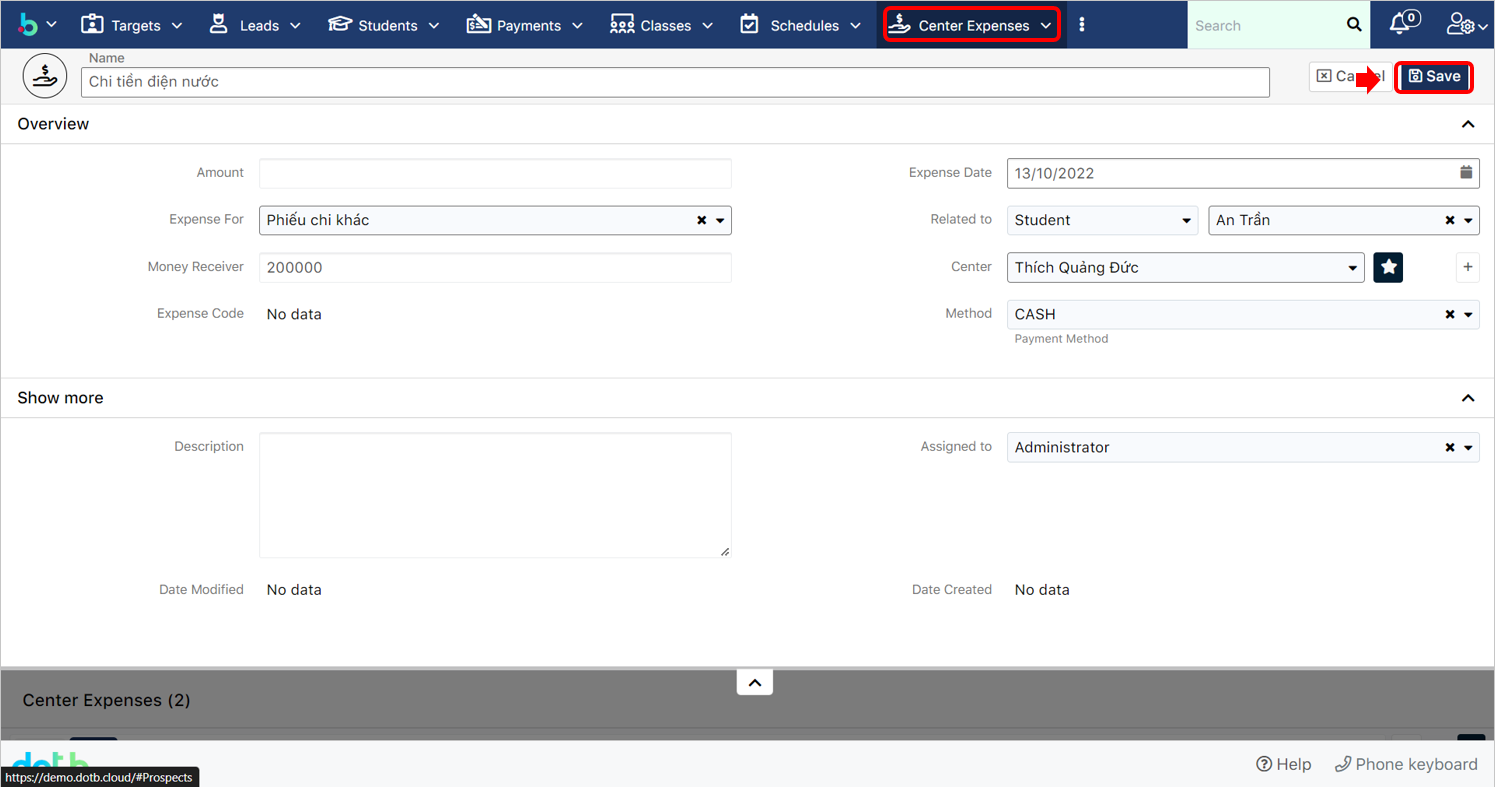 Targets Leads Students Payments Classes Schedules Center Expenses Search 0
Name
Chi tiền điện nước
Save
Overview
Amount
Expense Date 13/10/2022
Expense For Phiếu chi khác
Related to Student An Trần
Money Receiver 200000
Center Thích Quảng Đức
Expense Code No data
Method CASH
Payment Method
Show more
Description
Assigned to Administrator
Date Modified No data
Date Created No data
Center Expenses (2)
Help Phone keyboard
https://demo.dotb.cloud/#Prospects